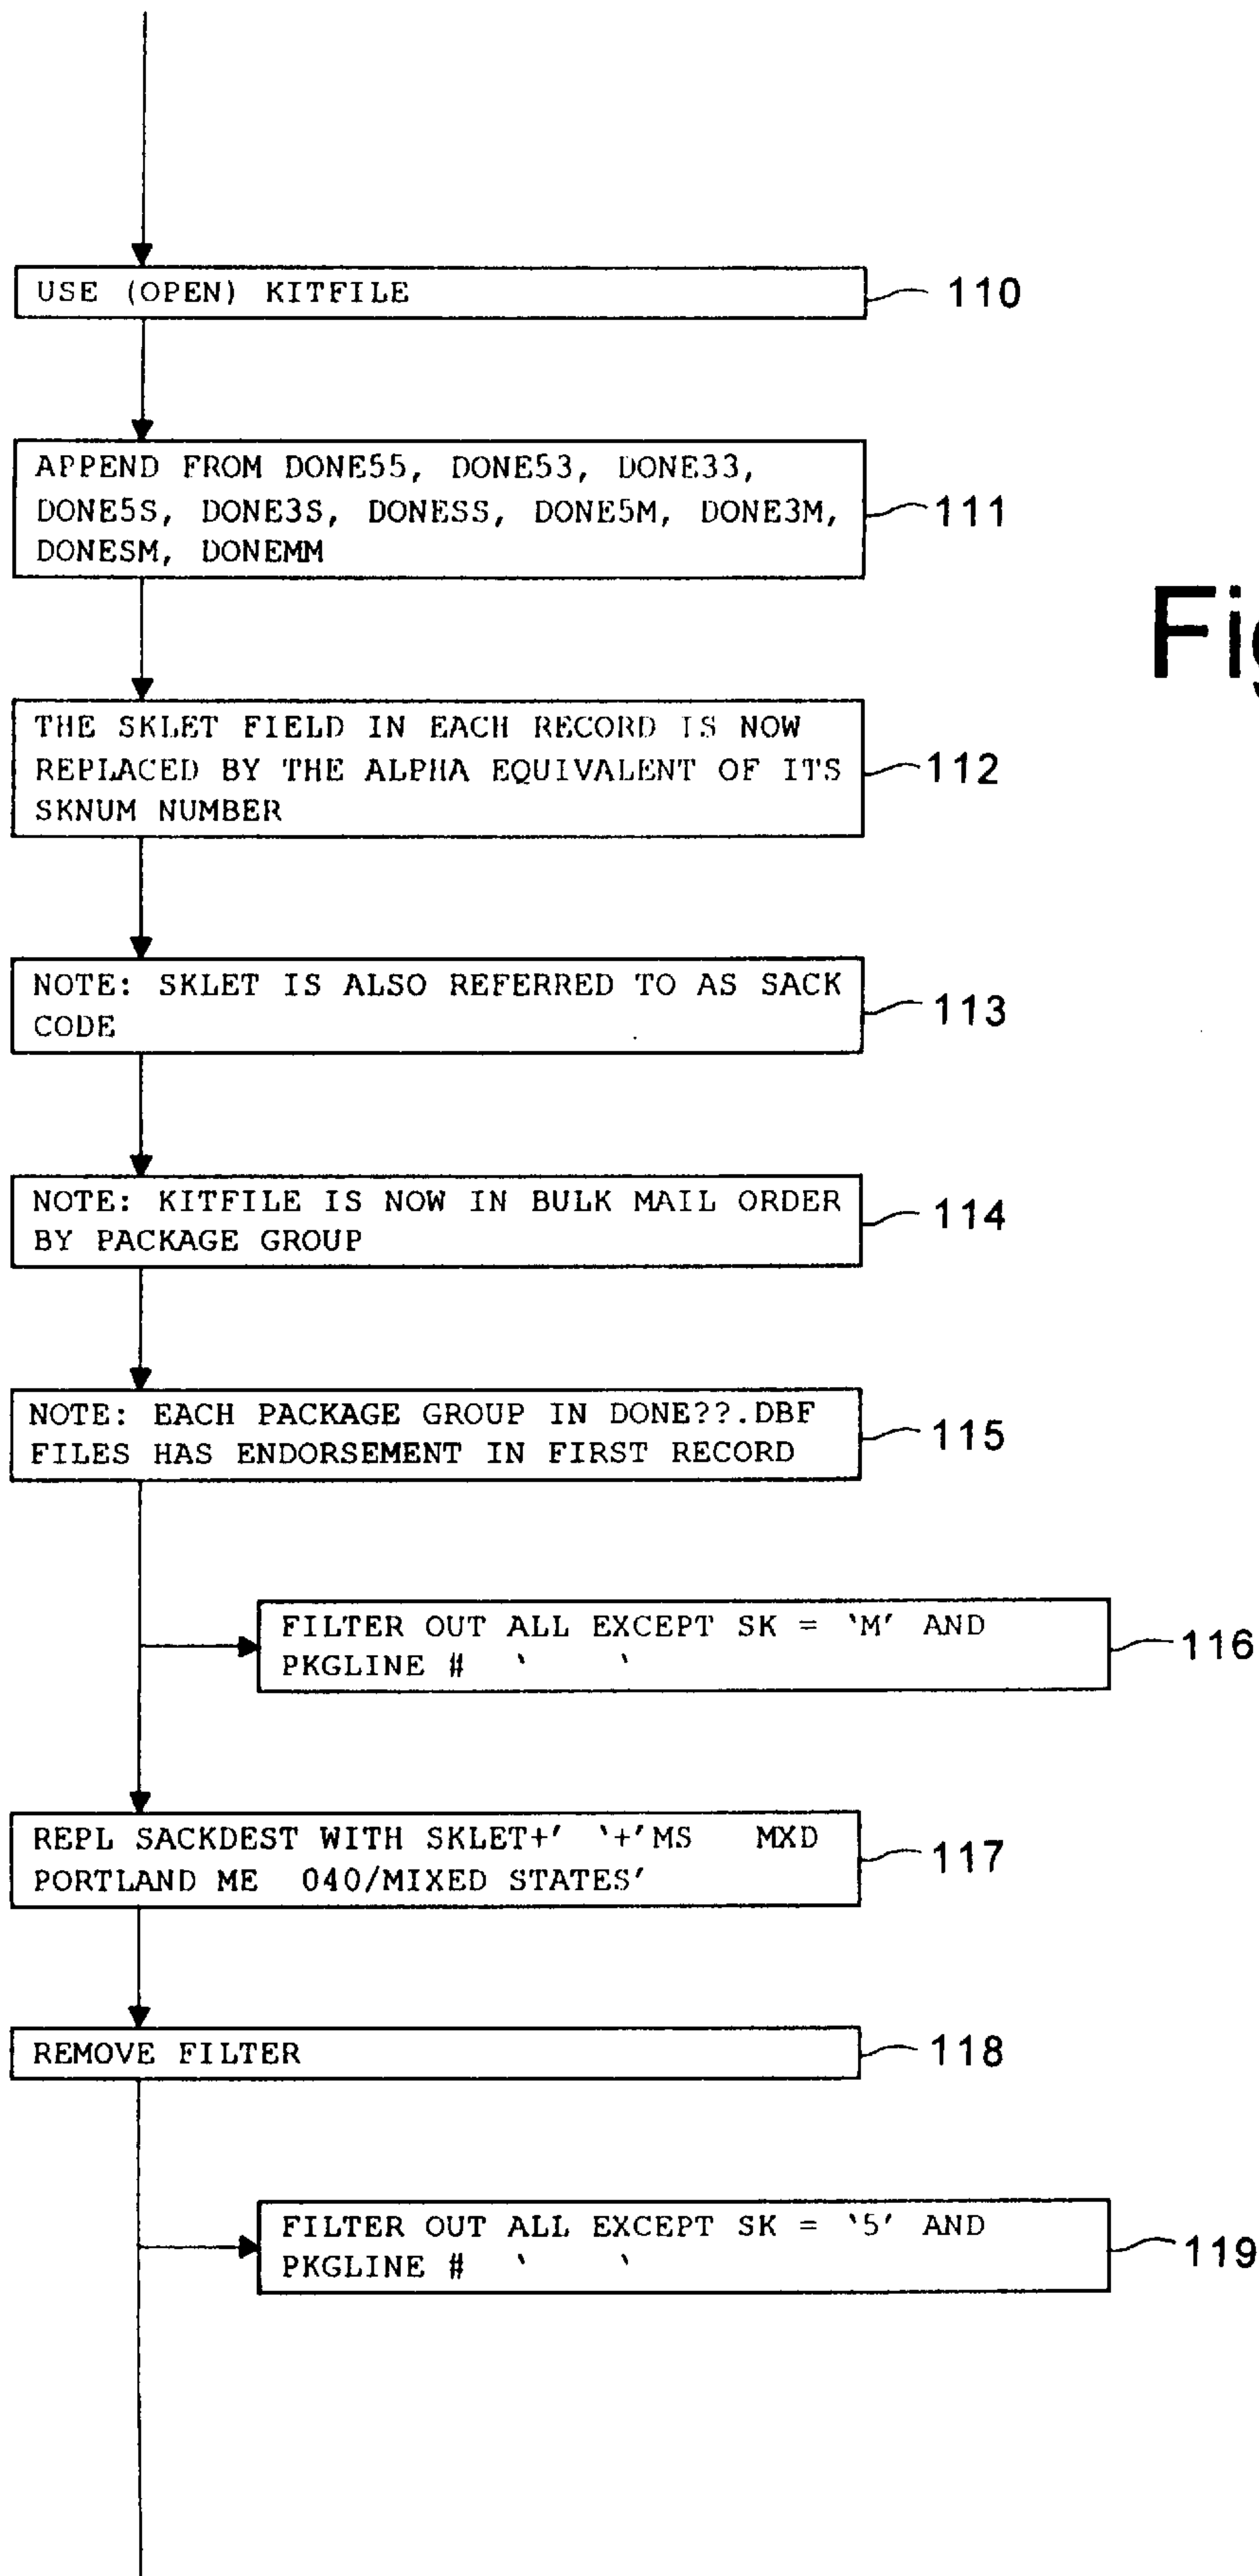 USE (OPEN) KITFILE
110
APPEND FROM DONE55, DONE53, DONE33,
DONE5S, DONE3S, DONESS, DONE5M, DONE3M,
DONESM, DONEMM
111
THE SKLET FIELD IN EACH RECORD IS NOW
REPLACED BY THE ALPHA EQUIVALENT OF ITS
SKNUM NUMBER
112
NOTE: SKLET IS ALSO REFERRED TO AS SACK
CODE
113
NOTE: KITFILE IS NOW IN BULK MAIL ORDER
BY PACKAGE GROUP
114
NOTE: EACH PACKAGE GROUP IN DONE??.DBF
FILES HAS ENDORSEMENT IN FIRST RECORD
115
FILTER OUT ALL EXCEPT SK = ‘M’ AND
PKGLINE # ‘ ‘
116
REPL SACKDEST WITH SKLET+’ ‘+’MS MXD
PORTLAND ME 040/MIXED STATES’
117
REMOVE FILTER
118
FILTER OUT ALL EXCEPT SK = ‘5’ AND
PKGLINE # ‘ ‘
119